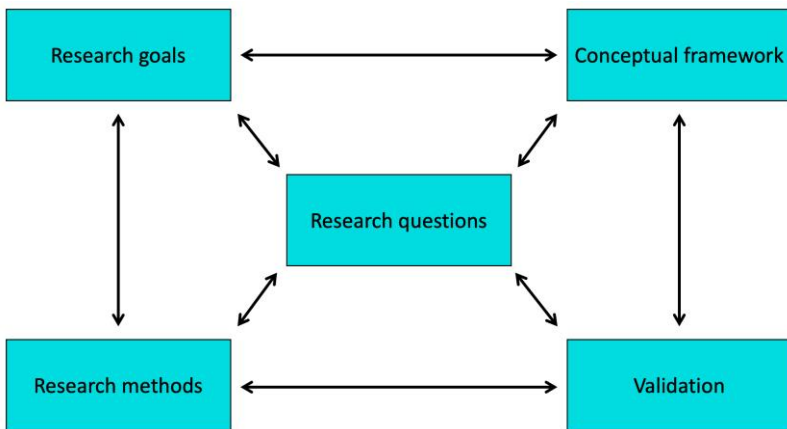 Research goals
Conceptual framework
Research questions
Research methods
Validation